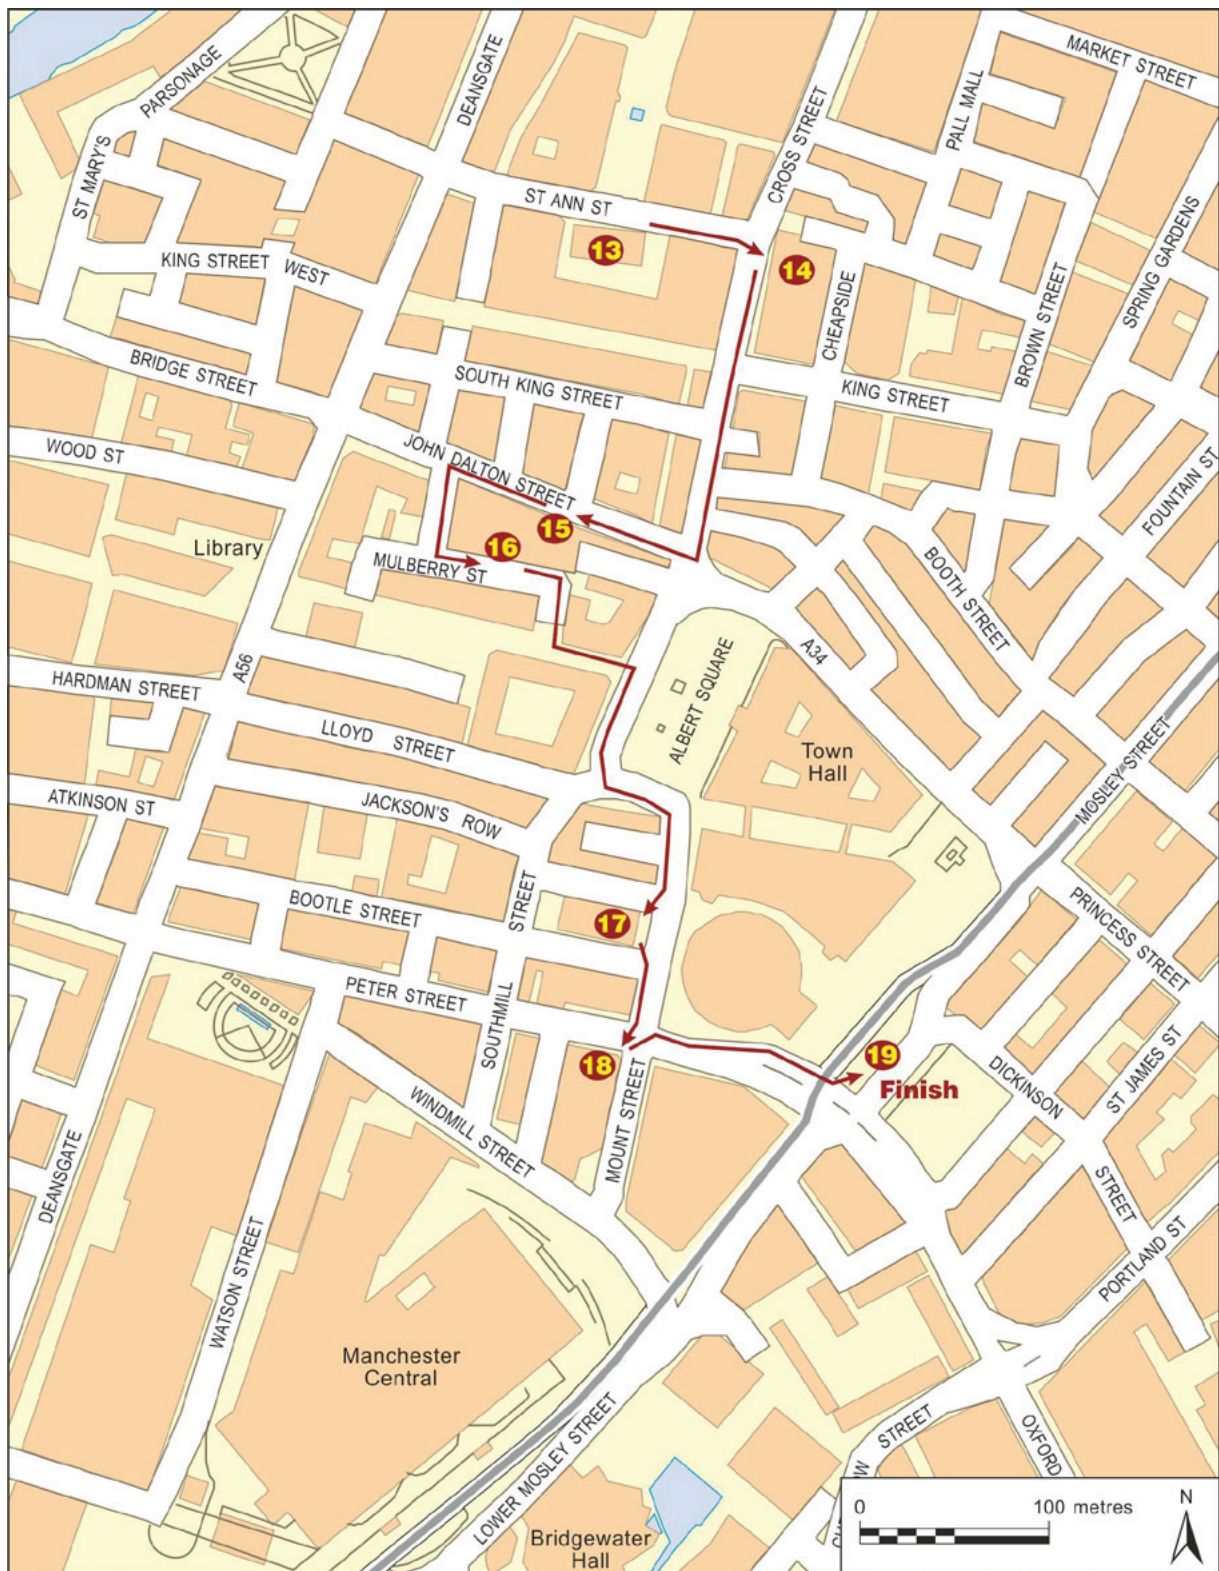 MARKET STREET
PARSONAGE
DEANSGATE
PALL MALL
CROSS STREET
ST MARY'S
ST ANN ST
SPRING GARDENS
13
14
KING STREET WEST
CHEAPSIDE
BROWN STREET
BRIDGE STREET
SOUTH KING STREET
KING STREET
WOOD ST
JOHN DALTON STREET
FOUNTAIN ST
15
16
Library
MULBERRY ST
BOOTH STREET
A34
A56
HARDMAN STREET
ALBERT SQUARE
LLOYD STREET
Town
Hall
MOSLEY STREET
ATKINSON ST
JACKSON'S ROW
BOOTLE STREET
17
PRINCESS STREET
PETER STREET
SOUTHMILL STREET
18
19
Finish
ST JAMES ST
DICKINSON STREET
WINDMILL STREET
MOUNT STREET
DEANSGATE
WATSON STREET
PORTLAND ST
Manchester
Central
LOWER MOSLEY STREET
STREET
OXFORD
Bridgewater
Hall
0 100 metres
N